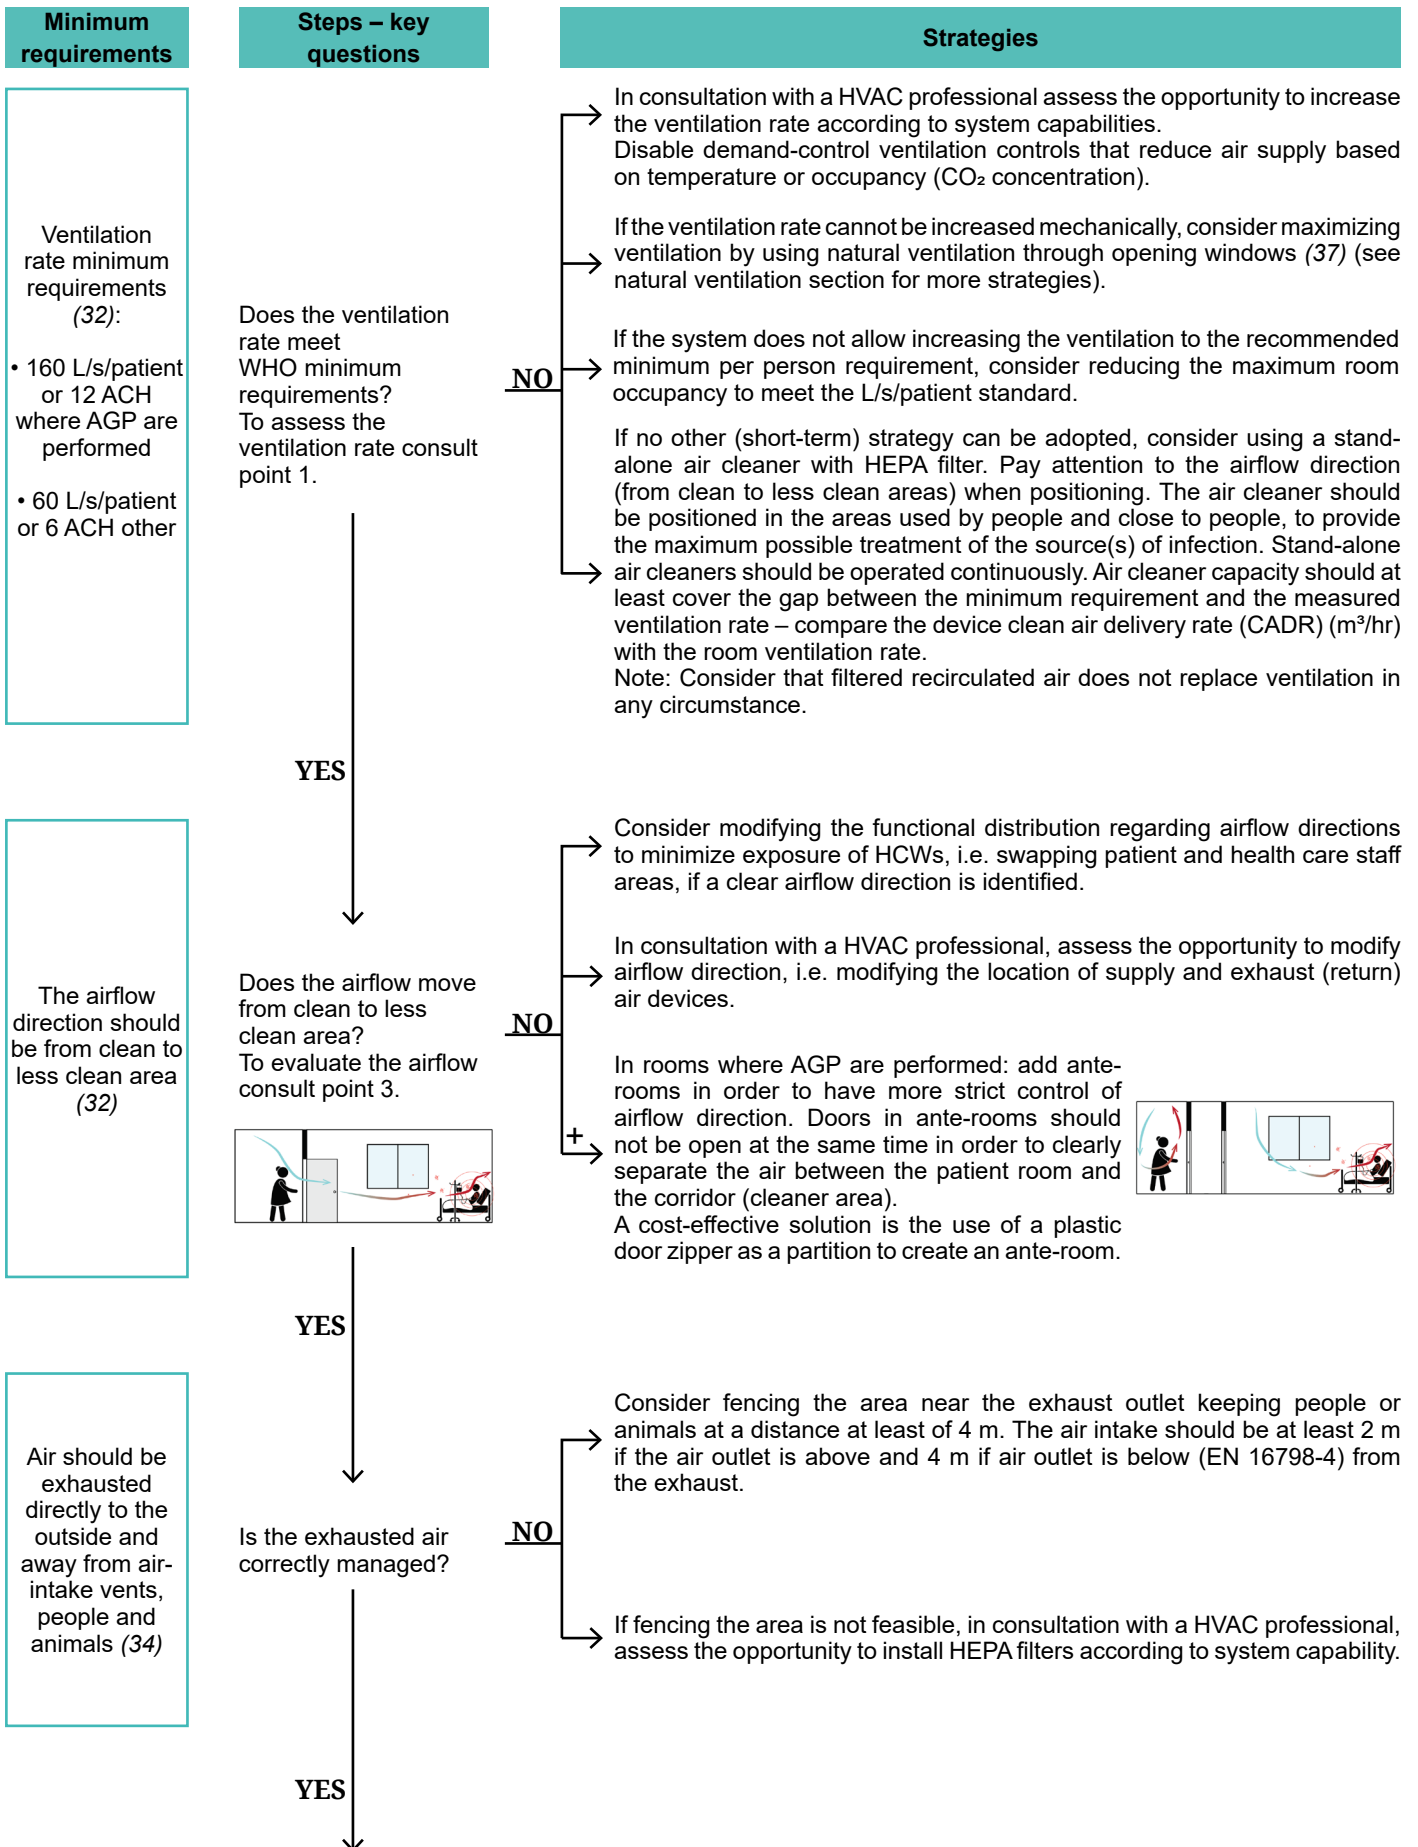 Minimum
requirements
Steps – key
questions
Strategies
Ventilation
rate minimum
requirements
(32):
• 160 L/s/patient
or 12 ACH
where AGP are
performed
• 60 L/s/patient
or 6 ACH other
Does the ventilation
rate meet
WHO minimum
requirements?
To assess the
ventilation rate consult
point 1.
NO
In consultation with a HVAC professional assess the opportunity to increase
the ventilation rate according to system capabilities.
Disable demand-control ventilation controls that reduce air supply based
on temperature or occupancy (CO₂ concentration).
If the ventilation rate cannot be increased mechanically, consider maximizing
ventilation by using natural ventilation through opening windows (37) (see
natural ventilation section for more strategies).
If the system does not allow increasing the ventilation to the recommended
minimum per person requirement, consider reducing the maximum room
occupancy to meet the L/s/patient standard.
If no other (short-term) strategy can be adopted, consider using a stand-
alone air cleaner with HEPA filter. Pay attention to the airflow direction
(from clean to less clean areas) when positioning. The air cleaner should
be positioned in the areas used by people and close to people, to provide
the maximum possible treatment of the source(s) of infection. Stand-alone
air cleaners should be operated continuously. Air cleaner capacity should at
least cover the gap between the minimum requirement and the measured
ventilation rate – compare the device clean air delivery rate (CADR) (m³/hr)
with the room ventilation rate.
Note: Consider that filtered recirculated air does not replace ventilation in
any circumstance.
YES
The airflow
direction should
be from clean to
less clean area
(32)
Does the airflow move
from clean to less
clean area?
To evaluate the airflow
consult point 3.
NO
Consider modifying the functional distribution regarding airflow directions
to minimize exposure of HCWs, i.e. swapping patient and health care staff
areas, if a clear airflow direction is identified.
In consultation with a HVAC professional, assess the opportunity to modify
airflow direction, i.e. modifying the location of supply and exhaust (return)
air devices.
+
In rooms where AGP are performed: add ante-
rooms in order to have more strict control of
airflow direction. Doors in ante-rooms should
not be open at the same time in order to clearly
separate the air between the patient room and
the corridor (cleaner area).
A cost-effective solution is the use of a plastic
door zipper as a partition to create an ante-room.
YES
Air should be
exhausted
directly to the
outside and
away from air-
intake vents,
people and
animals (34)
Is the exhausted air
correctly managed?
NO
Consider fencing the area near the exhaust outlet keeping people or
animals at a distance at least of 4 m. The air intake should be at least 2 m
if the air outlet is above and 4 m if air outlet is below (EN 16798-4) from
the exhaust.
If fencing the area is not feasible, in consultation with a HVAC professional,
assess the opportunity to install HEPA filters according to system capability.
YES